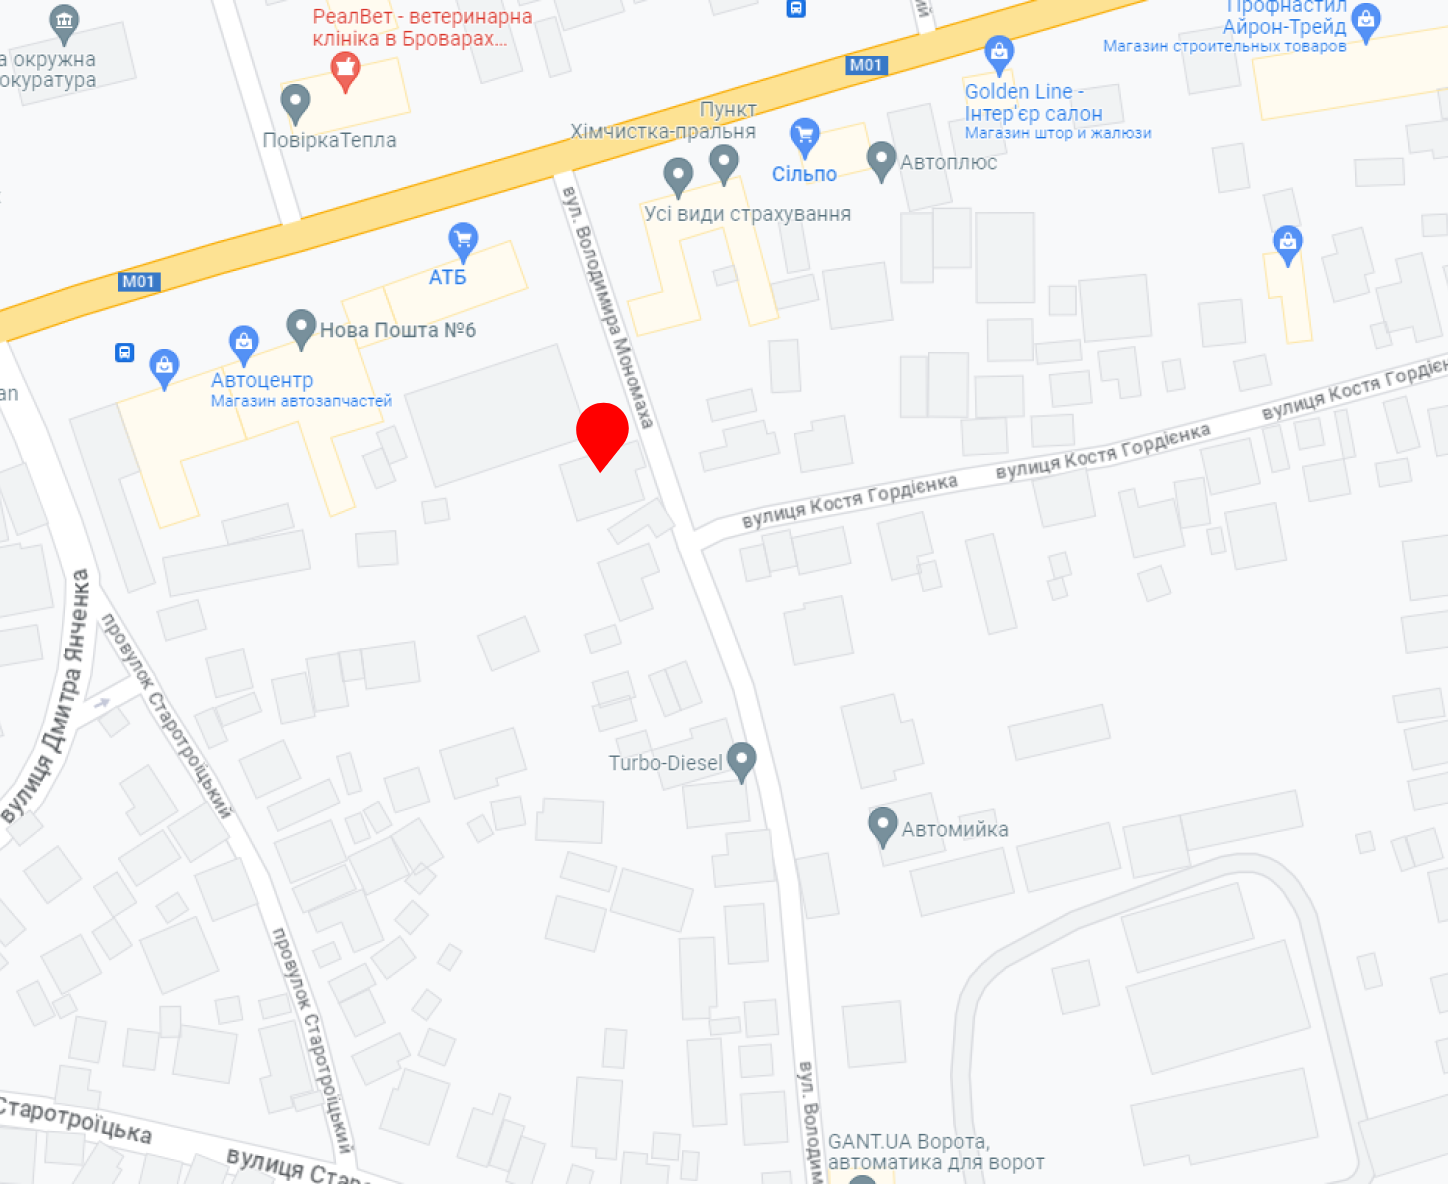 ий
Профнастил
Айрон-Трейд
Магазин строительных товаров
РеалВет - ветеринарна
клініка в Броварах...
а окружна
окуратура
M01
Golden Line -
Інтер'єр салон
Магазин штор и жалюзи
Пункт
Хімчистка-пральня
ПовіркаТепла
Сільпо
Автоплюс
Усі види страхування
вул. Володимира Мономаха
АТБ
M01
Нова Пошта №6
Автоцентр
Магазин автозапчастей
an
вулиця Костя Гордієн
вулиця Костя Гордієнка
вулиця Костя Гордієнка
вулиця Дмитра Янченка
провулок Старотроїцький
Turbo-Diesel
Автомийка
провулок Старотроїцький
вул. Володим
Старотроїцька
вулиця Стар
GANT.UA Ворота,
автоматика для ворот